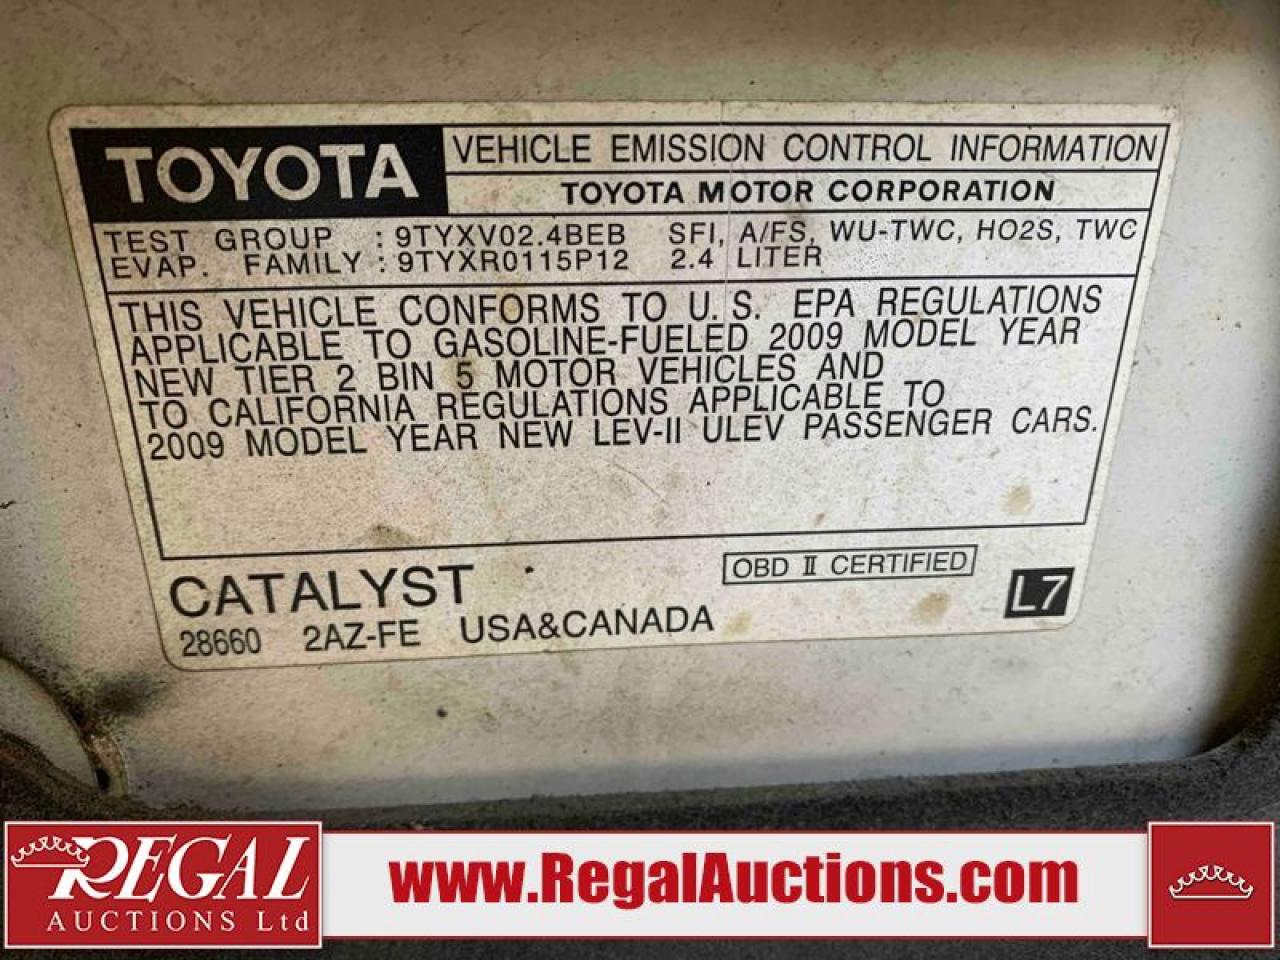 TOYOTA
VEHICLE EMISSION CONTROL INFORMATION
TOYOTA MOTOR CORPORATION
TEST GROUP : 9TYXV02.4BEB SFI, A/FS, WU-TWC, HO2S, TWC
EVAP. FAMILY : 9TYXR0115P12 2.4 LITER
THIS VEHICLE CONFORMS TO U.S. EPA REGULATIONS
APPLICABLE TO GASOLINE-FUELED 2009 MODEL YEAR
NEW TIER 2 BIN 5 MOTOR VEHICLES AND
TO CALIFORNIA REGULATIONS APPLICABLE TO
2009 MODEL YEAR NEW LEV-II ULEV PASSENGER CARS.
CATALYST
OBD II CERTIFIED
L7
28660 2AZ-FE USA&CANADA
REGAL
AUCTIONS Ltd
www.RegalAuctions.com